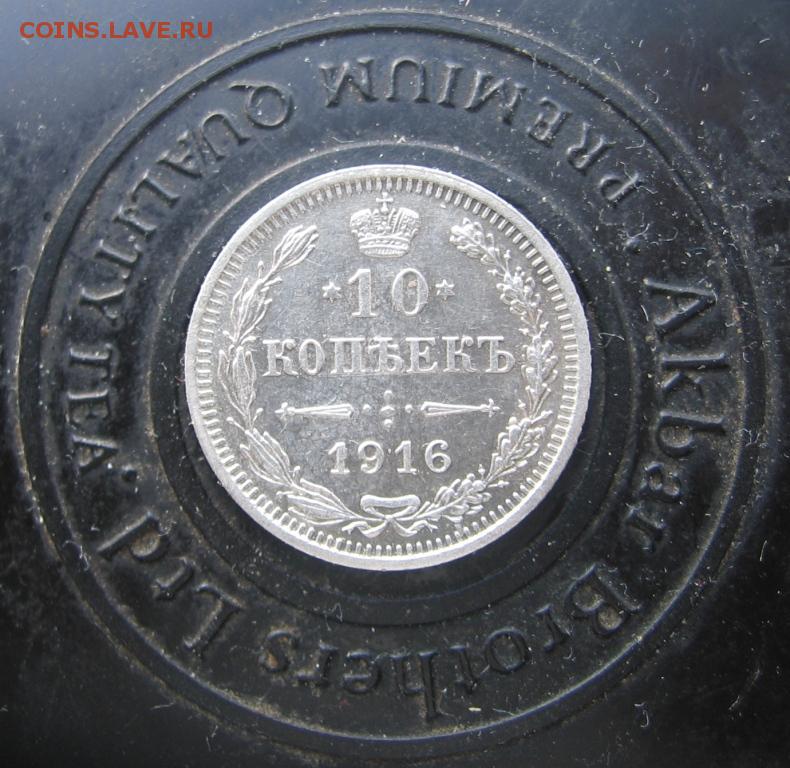 COINS.LAVE.RU
Akbar Brothers Ltd.
PREMIUM QUALITY TEA.
*10*
КОПѢЕКЪ
1916